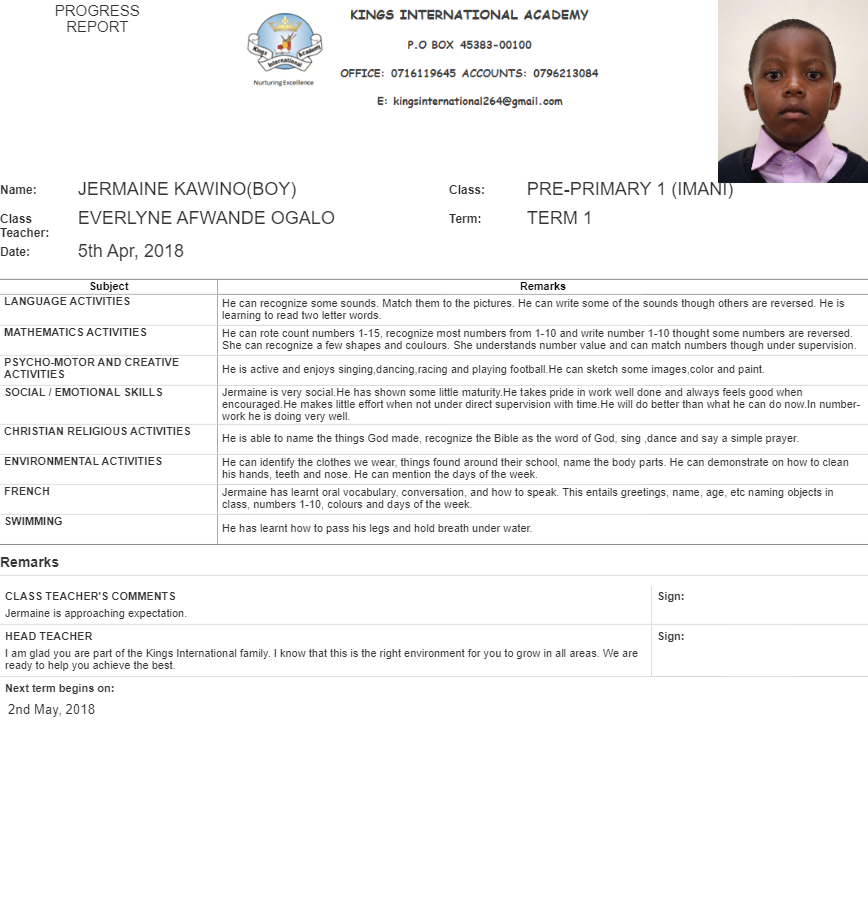 PROGRESS
REPORT
Kings International Academy
Nurturing Excellence
KINGS INTERNATIONAL ACADEMY
P.O BOX 45383-00100
OFFICE: 0716119645 ACCOUNTS: 0796213084
E: kingsinternational264@gmail.com
Name: JERMAINE KAWINO(BOY) Class: PRE-PRIMARY 1 (IMANI)
Class Teacher: EVERLYNE AFWANDE OGALO Term: TERM 1
Date: 5th Apr, 2018
Subject Remarks
LANGUAGE ACTIVITIES
He can recognize some sounds. Match them to the pictures. He can write some of the sounds though others are reversed. He is
learning to read two letter words.
MATHEMATICS ACTIVITIES
He can rote count numbers 1-15, recognize most numbers from 1-10 and write number 1-10 thought some numbers are reversed.
She can recognize a few shapes and coulours. She understands number value and can match numbers though under supervision.
PSYCHO-MOTOR AND CREATIVE
ACTIVITIES
He is active and enjoys singing,dancing,racing and playing football.He can sketch some images,color and paint.
SOCIAL / EMOTIONAL SKILLS
Jermaine is very social.He has shown some little maturity.He takes pride in work well done and always feels good when
encouraged.He makes little effort when not under direct supervision with time.He will do better than what he can do now.In number-
work he is doing very well.
CHRISTIAN RELIGIOUS ACTIVITIES
He is able to name the things God made, recognize the Bible as the word of God, sing ,dance and say a simple prayer.
ENVIRONMENTAL ACTIVITIES
He can identify the clothes we wear, things found around their school, name the body parts. He can demonstrate on how to clean
his hands, teeth and nose. He can mention the days of the week.
FRENCH
Jermaine has learnt oral vocabulary, conversation, and how to speak. This entails greetings, name, age, etc naming objects in
class, numbers 1-10, colours and days of the week.
SWIMMING
He has learnt how to pass his legs and hold breath under water.
Remarks
CLASS TEACHER'S COMMENTS
Jermaine is approaching expectation.
Sign:
HEAD TEACHER
I am glad you are part of the Kings International family. I know that this is the right environment for you to grow in all areas. We are
ready to help you achieve the best.
Sign:
Next term begins on:
2nd May, 2018